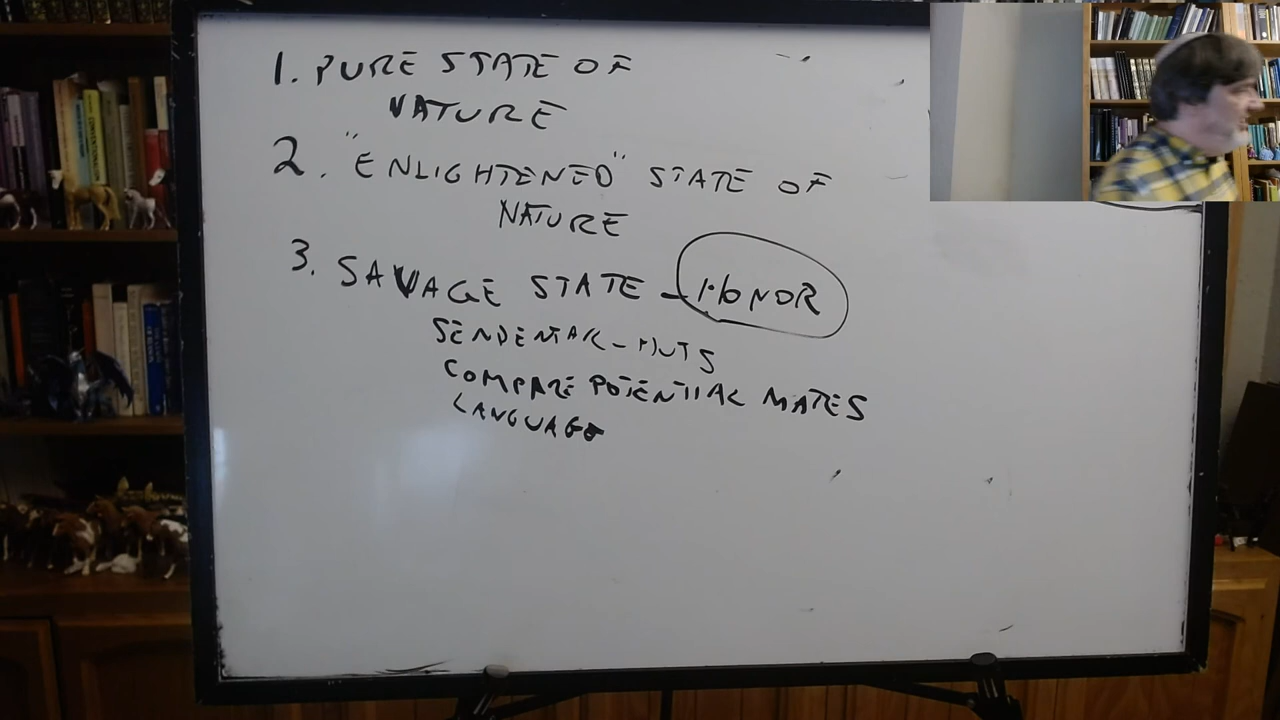 1. PURE STATE OF
NATURE
2. "ENLIGHTENED" STATE OF
NATURE
3. SAVAGE STATE - HONOR
SENDENTAR - HUTS
COMPARE POTENTIAL MATES
LANGUAGE